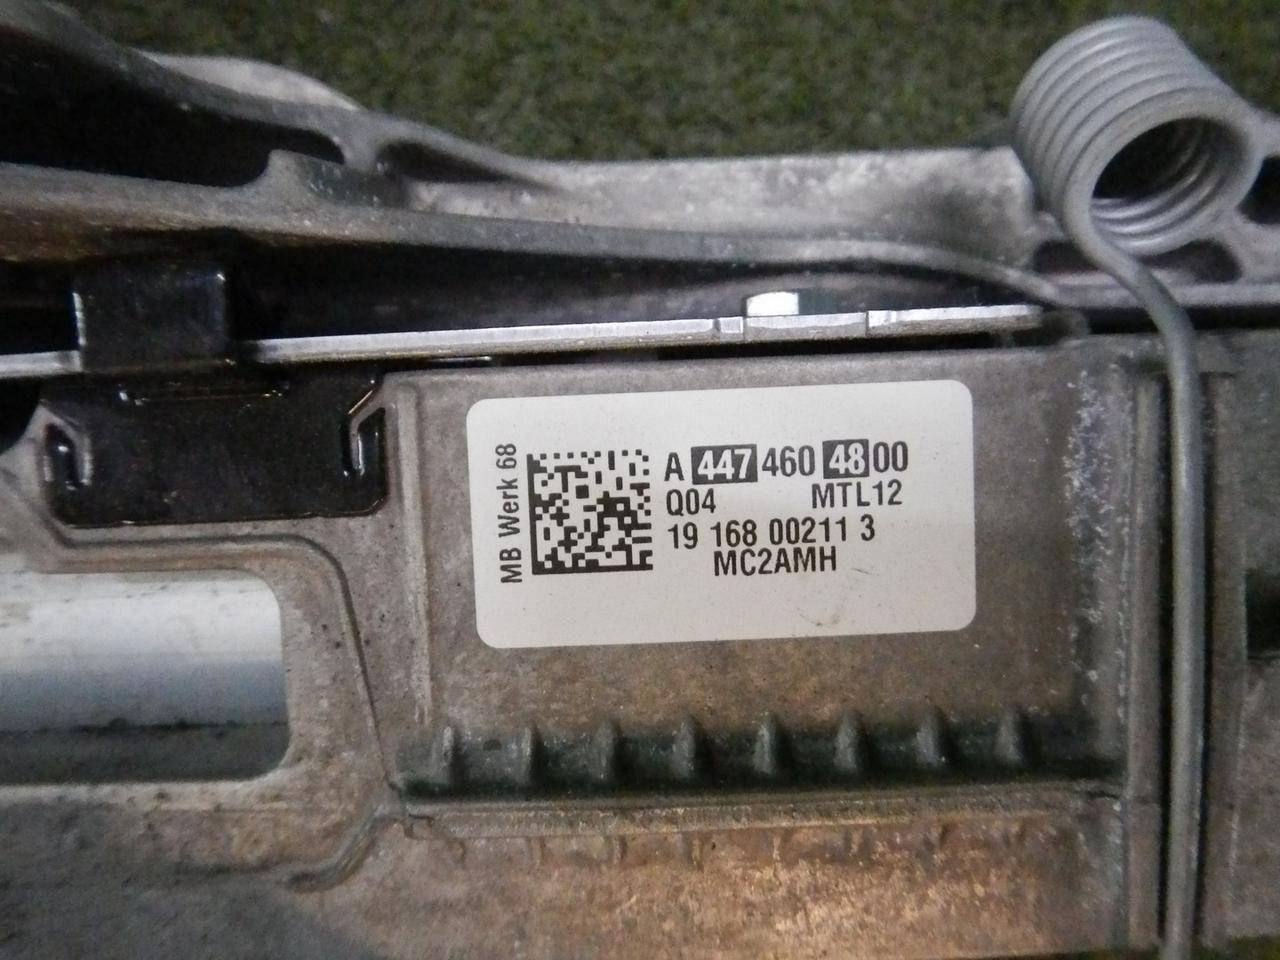 MB Werk 68
A 447 460 48 00
Q04 MTL12
19 168 00211 3
MC2AMH